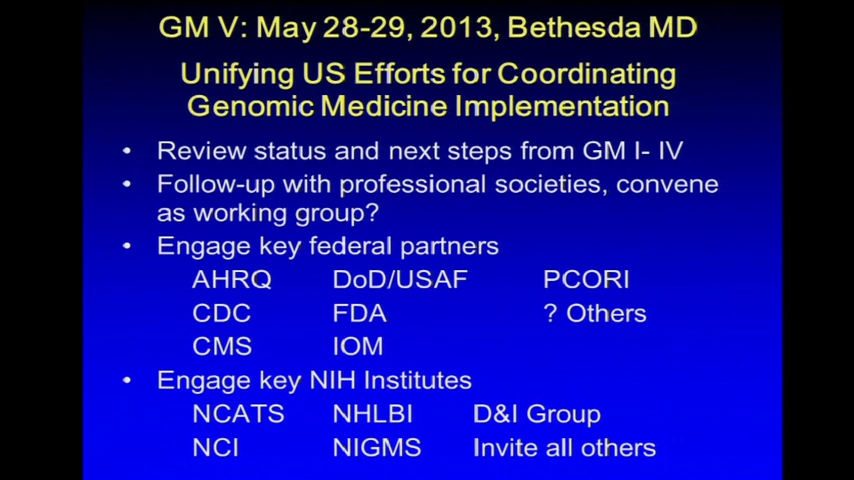 GM V: May 28-29, 2013, Bethesda MD
Unifying US Efforts for Coordinating
Genomic Medicine Implementation
• Review status and next steps from GM I- IV
• Follow-up with professional societies, convene
as working group?
• Engage key federal partners
AHRQ DoD/USAF PCORI
CDC FDA ? Others
CMS IOM
• Engage key NIH Institutes
NCATS NHLBI D&I Group
NCI NIGMS Invite all others